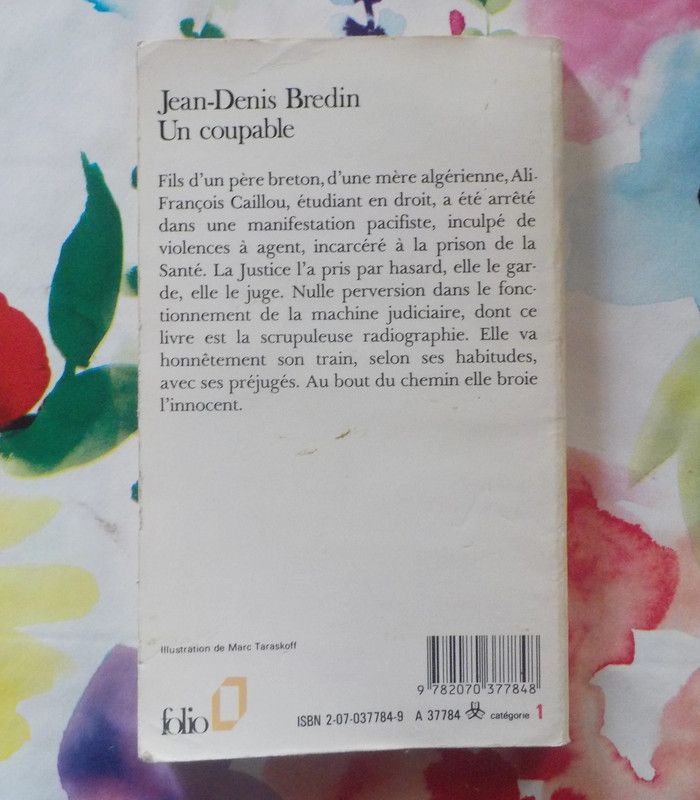 Jean-Denis Bredin
Un coupable
Fils d'un père breton, d'une mère algérienne, Ali-
François Caillou, étudiant en droit, a été arrêté
dans une manifestation pacifiste, inculpé de
violences à agent, incarcéré à la prison de la
Santé. La Justice l'a pris par hasard, elle le gar-
de, elle le juge. Nulle perversion dans le fonc-
tionnement de la machine judiciaire, dont ce
livre est la scrupuleuse radiographie. Elle va
honnêtement son train, selon ses habitudes,
avec ses préjugés. Au bout du chemin elle broie
l'innocent.
Illustration de Marc Taraskoff
9 782070 377848
folio
ISBN 2-07-037784-9 A 37784 catégorie 1